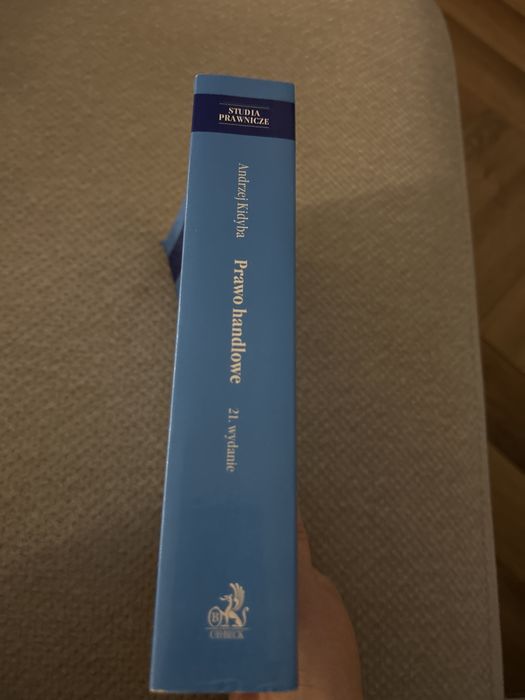 STUDIA
PRAWNICZE
Andrzej Kidyba
Prawo handlowe
21. wydanie
B
C·H·BECK